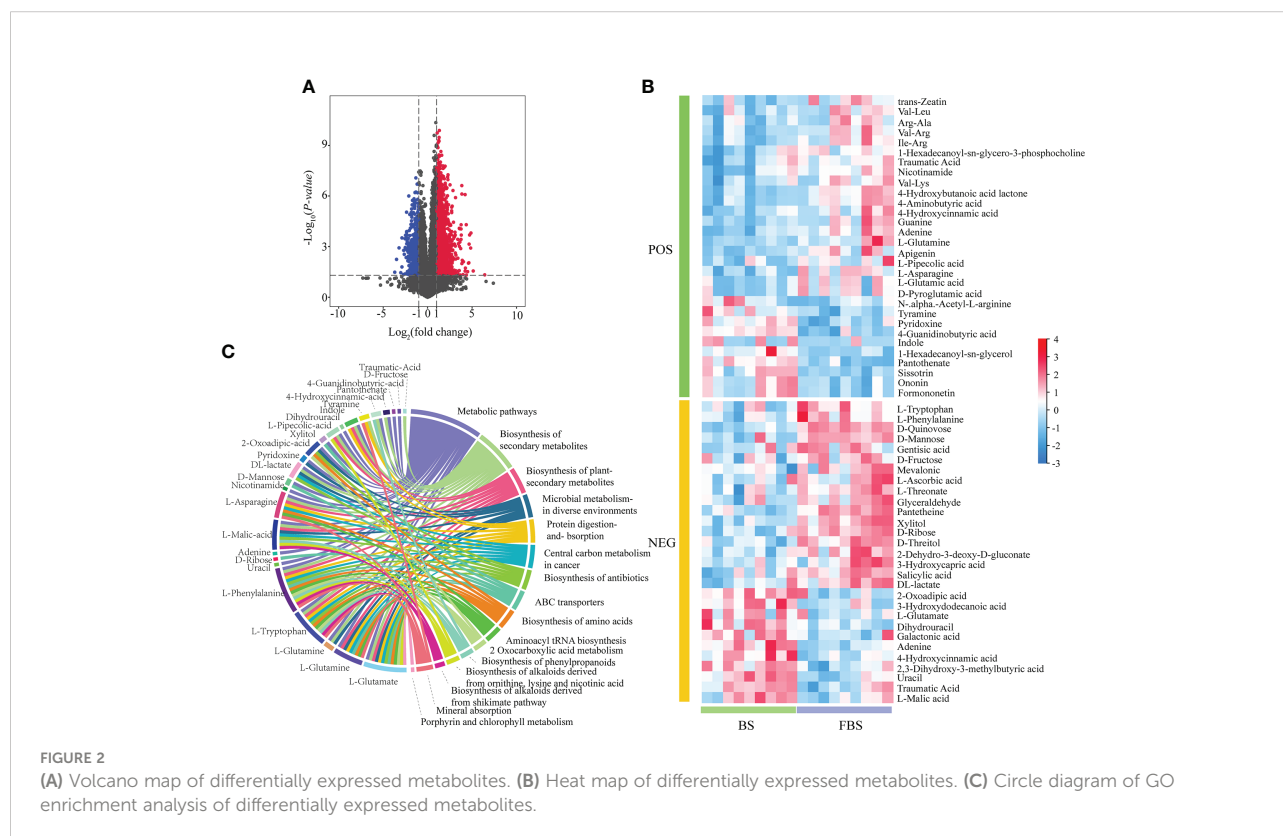 A
9
6
3
0
-Log10(P-value)
-10
-5
-1
0
1
5
10
Log2(fold change)
B
POS
NEG
trans-Zeatin
Val-Leu
Arg-Ala
Val-Arg
Ile-Arg
1-Hexadecanoyl-sn-glycero-3-phosphocholine
Traumatic Acid
Nicotinamide
Val-Lys
4-Hydroxybutanoic acid lactone
4-Aminobutyric acid
4-Hydroxycinnamic acid
Guanine
Adenine
L-Glutamine
Apigenin
L-Pipecolic acid
L-Asparagine
L-Glutamic acid
D-Pyroglutamic acid
N-.alpha.-Acetyl-L-arginine
Tyramine
Pyridoxine
4-Guanidinobutyric acid
Indole
1-Hexadecanoyl-sn-glycerol
Pantothenate
Sissotrin
Ononin
Formononetin
L-Tryptophan
L-Phenylalanine
D-Quinovose
D-Mannose
Gentisic acid
D-Fructose
Mevalonic
L-Ascorbic acid
L-Threonate
Glyceraldehyde
Pantetheine
Xylitol
D-Ribose
D-Threitol
2-Dehydro-3-deoxy-D-gluconate
3-Hydroxycapric acid
Salicylic acid
DL-lactate
2-Oxoadipic acid
3-Hydroxydodecanoic acid
L-Glutamate
Dihydrouracil
Galactonic acid
Adenine
4-Hydroxycinnamic acid
2,3-Dihydroxy-3-methylbutyric acid
Uracil
Traumatic Acid
L-Malic acid
BS
FBS
4
3
2
1
0
-1
-2
-3
C
Traumatic-Acid
D-Fructose
4-Guanidinobutyric-acid
Pantothenate
4-Hydroxycinnamic-acid
Tyramine
Indole
Dihydrouracil
L-Pipecolic-acid
Xylitol
2-Oxoadipic-acid
Pyridoxine
DL-lactate
D-Mannose
Nicotinamide
L-Asparagine
L-Malic-acid
Adenine
D-Ribose
Uracil
L-Phenylalanine
L-Tryptophan
L-Glutamine
L-Glutamine
L-Glutamate
Metabolic pathways
Biosynthesis of
secondary metabolites
Biosynthesis of plant-
secondary metabolites
Microbial metabolism-
in diverse environments
Protein digestion-
and- bsorption
Central carbon metabolism
in cancer
Biosynthesis of antibiotics
ABC transporters
Biosynthesis of amino acids
Aminoacyl tRNA biosynthesis
2 Oxocarboxylic acid metabolism
Biosynthesis of phenylpropanoids
Biosynthesis of alkaloids derived
from ornithine, lysine and nicotinic acid
Biosynthesis of alkaloids derived
from shikimate pathway
Mineral absorption
Porphyrin and chlorophyll metabolism
FIGURE 2
(A) Volcano map of differentially expressed metabolites. (B) Heat map of differentially expressed metabolites. (C) Circle diagram of GO
enrichment analysis of differentially expressed metabolites.